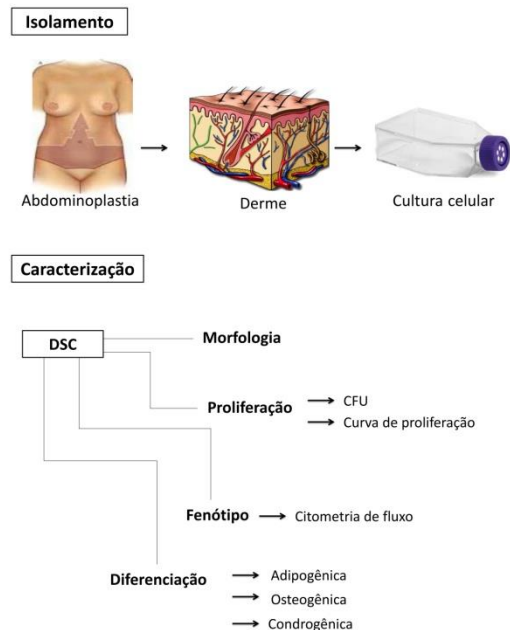 Isolamento
Abdominoplastia
Derme
Cultura celular
Caracterização
DSC
Morfologia
Proliferação
CFU
Curva de proliferação
Fenótipo
Citometria de fluxo
Diferenciação
Adipogênica
Osteogênica
Condrogênica